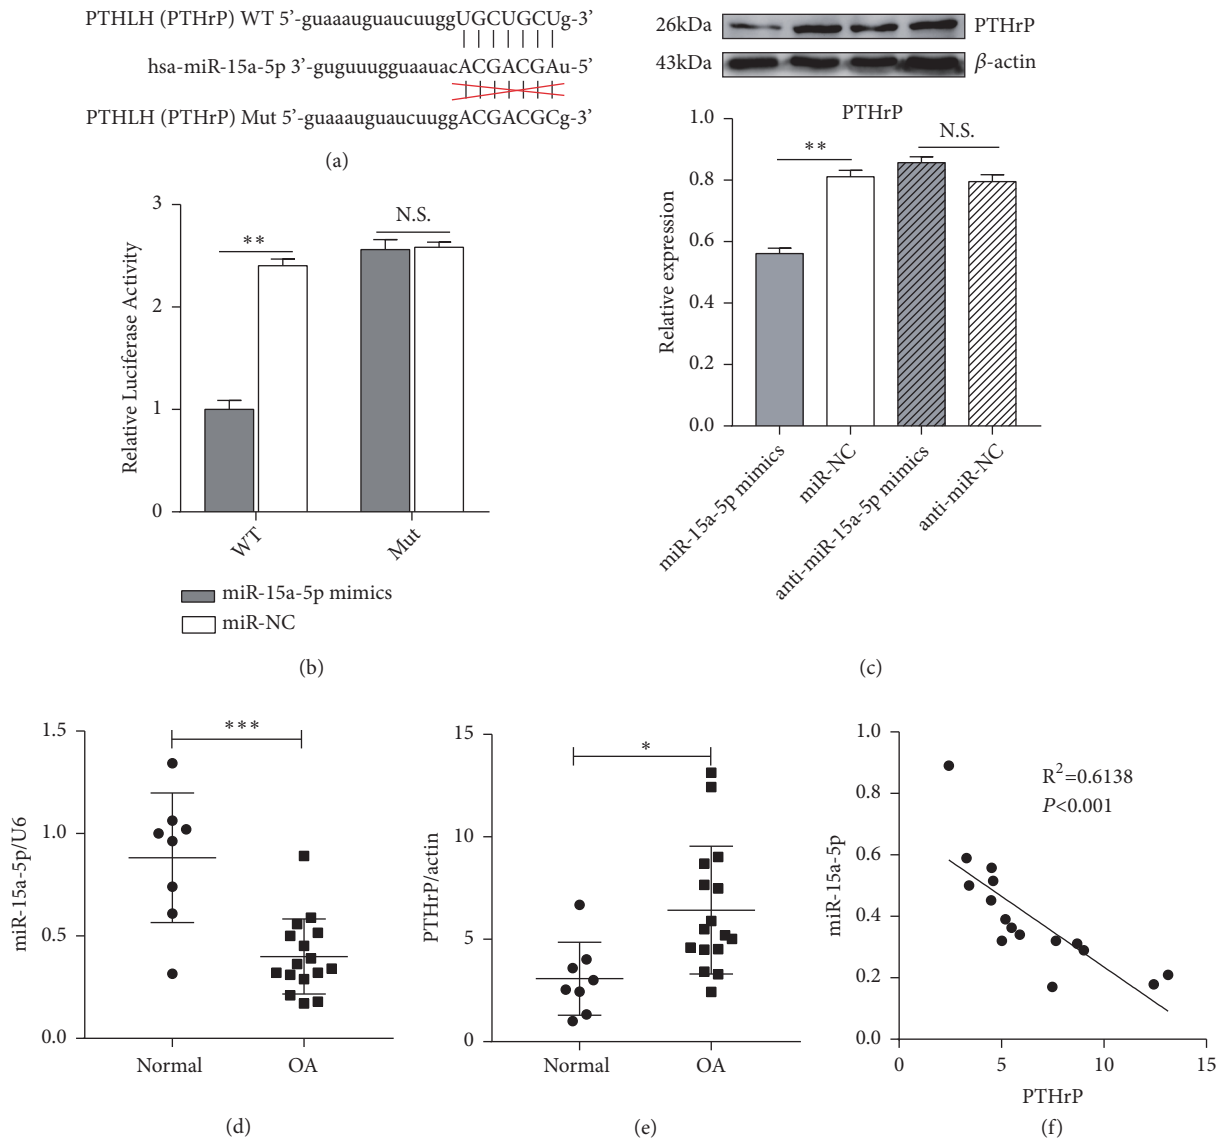 PTHLH (PTHrP) WT 5’-guaaauguaucuuggUGCUGCUg-3’
hsa-miR-15a-5p 3’-guguuugguaauacACGACGAu-5’
PTHLH (PTHrP) Mut 5’-guaaauguaucuuggACGACGCg-3’
(a)
Relative Luciferase Activity
3
2
1
0
**
N.S.
WT
Mut
miR-15a-5p mimics
miR-NC
(b)
26kDa
PTHrP
43kDa
β-actin
PTHrP
Relative expression
1.0
0.8
0.6
0.4
0.2
0.0
**
N.S.
miR-15a-5p mimics
miR-NC
anti-miR-15a-5p mimics
anti-miR-NC
(c)
miR-15a-5p/U6
1.5
1.0
0.5
0.0
***
Normal
OA
(d)
PTHrP/actin
15
10
5
0
*
Normal
OA
(e)
miR-15a-5p
1.0
0.8
0.6
0.4
0.2
0.0
R²=0.6138
P<0.001
0
5
10
15
PTHrP
(f)